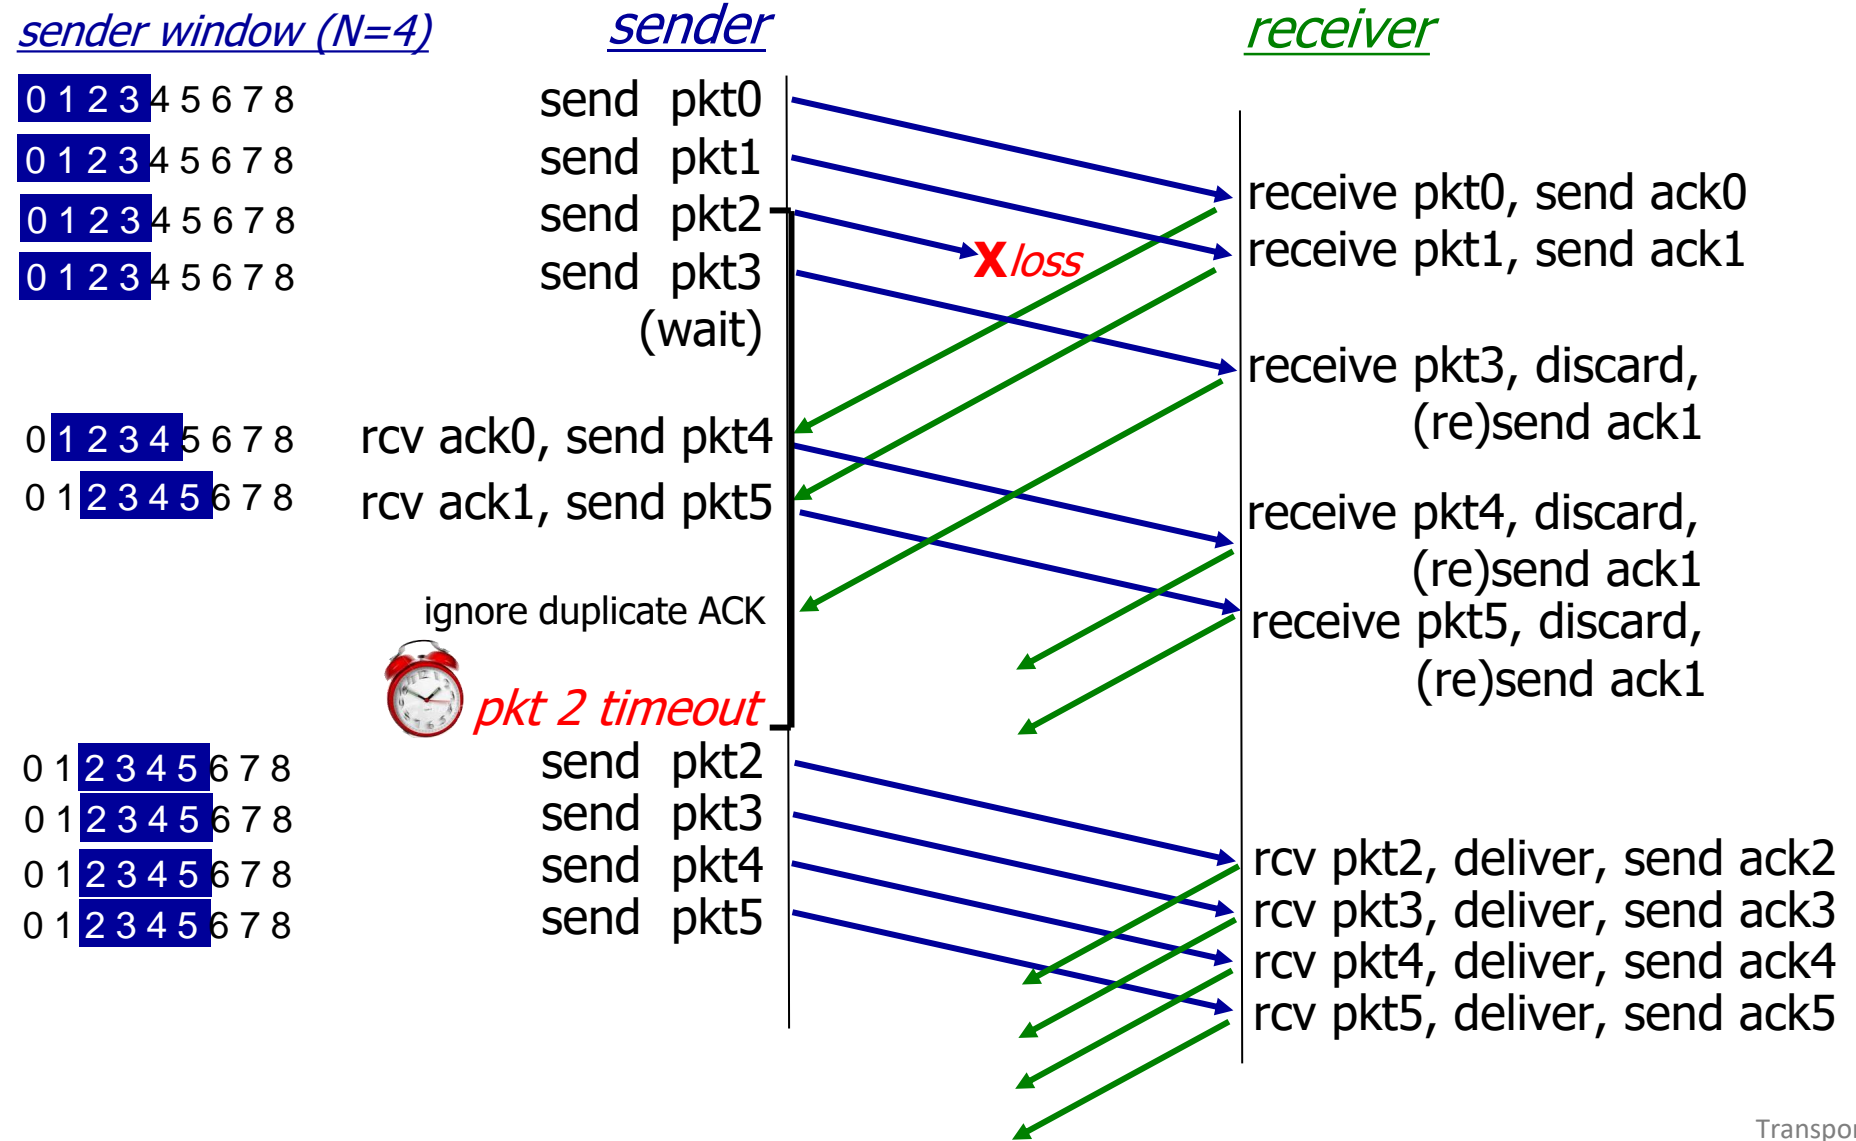 sender window (N=4)
sender
receiver
0 1 2 3 4 5 6 7 8
send pkt0
0 1 2 3 4 5 6 7 8
send pkt1
receive pkt0, send ack0
0 1 2 3 4 5 6 7 8
send pkt2
receive pkt1, send ack1
X loss
0 1 2 3 4 5 6 7 8
send pkt3
(wait)
receive pkt3, discard,
(re)send ack1
0 1 2 3 4 5 6 7 8
rcv ack0, send pkt4
0 1 2 3 4 5 6 7 8
rcv ack1, send pkt5
receive pkt4, discard,
(re)send ack1
ignore duplicate ACK
receive pkt5, discard,
(re)send ack1
pkt 2 timeout
0 1 2 3 4 5 6 7 8
send pkt2
0 1 2 3 4 5 6 7 8
send pkt3
0 1 2 3 4 5 6 7 8
send pkt4
rcv pkt2, deliver, send ack2
0 1 2 3 4 5 6 7 8
send pkt5
rcv pkt3, deliver, send ack3
rcv pkt4, deliver, send ack4
rcv pkt5, deliver, send ack5
Transpor